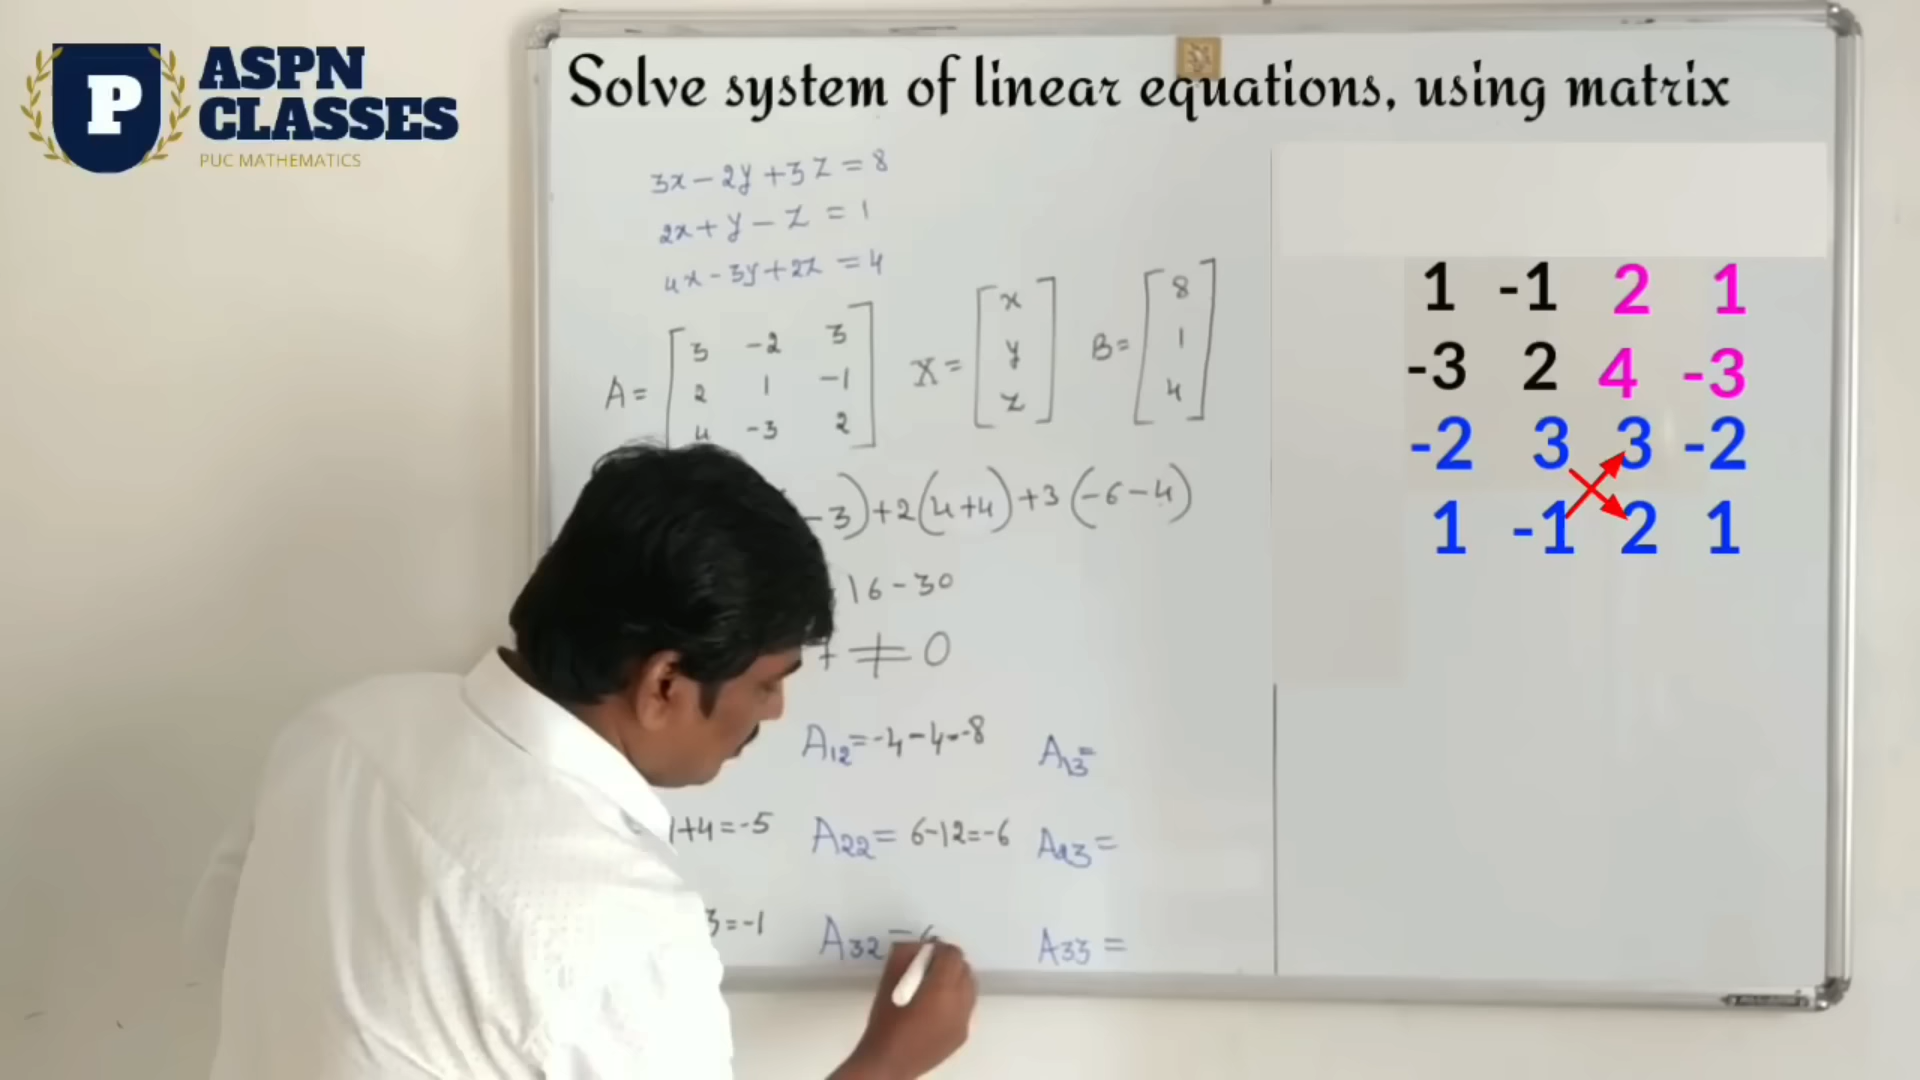 ASPN
CLASSES
PUC MATHEMATICS
P
Solve system of linear equations, using matrix
3x-2y+3z=8
2x+y-z=1
4x-3y+2z=4
A= [3 -2 3
2 1 -1
4 -3 2]
X= [x
y
z]
B= [8
1
4]
-3)+2(4+4)+3(-6-4)
16-30
7≠0
A12=-4-4=-8 A13=
1+4=-5 A22=6-12=-6 A23=
3=-1 A32= A33=
1 -1 2 1
-3 2 4 -3
-2 3 3 -2
1 -1 2 1